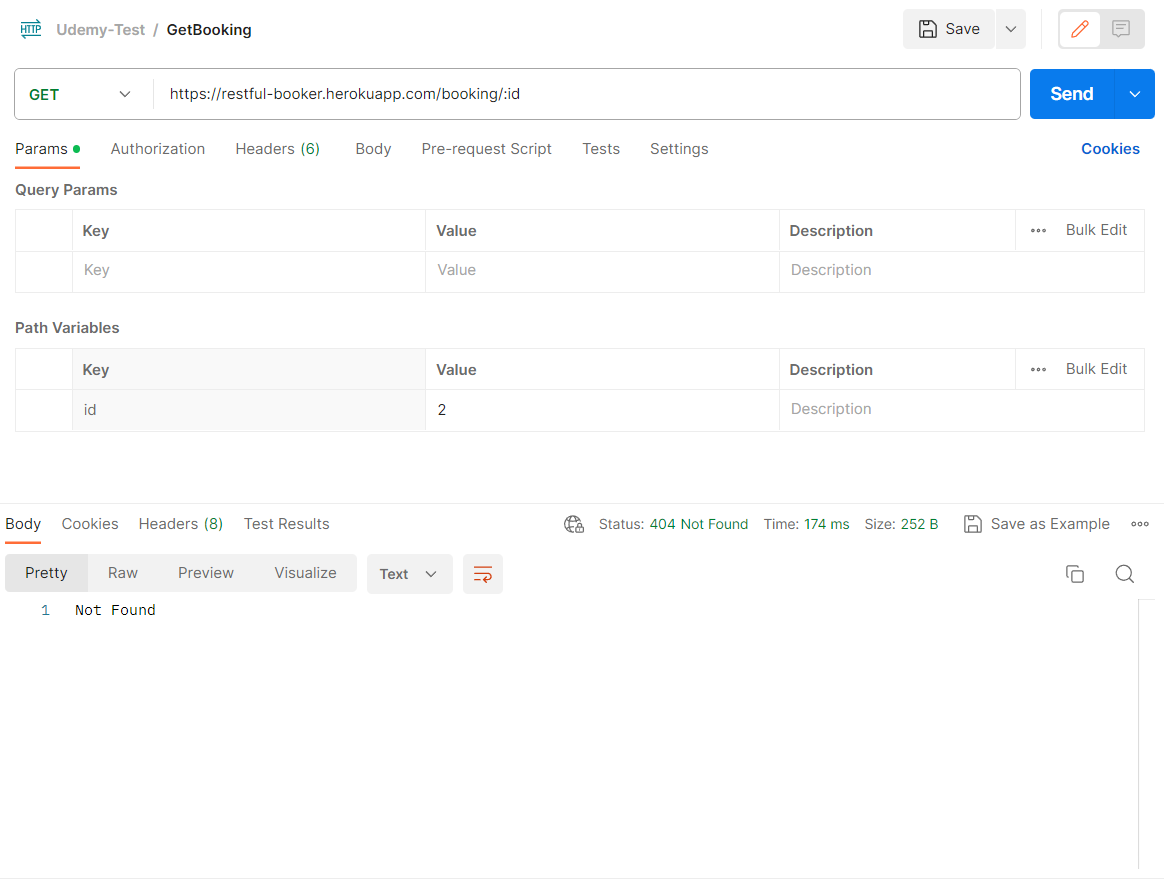 HTTP Udemy-Test / GetBooking Save
GET https://restful-booker.herokuapp.com/booking/:id Send
Params Authorization Headers (6) Body Pre-request Script Tests Settings Cookies
Query Params
Key Value Description Bulk Edit
Key Value Description
Path Variables
Key Value Description Bulk Edit
id 2 Description
Body Cookies Headers (8) Test Results Status: 404 Not Found Time: 174 ms Size: 252 B Save as Example
Pretty Raw Preview Visualize Text
1 Not Found